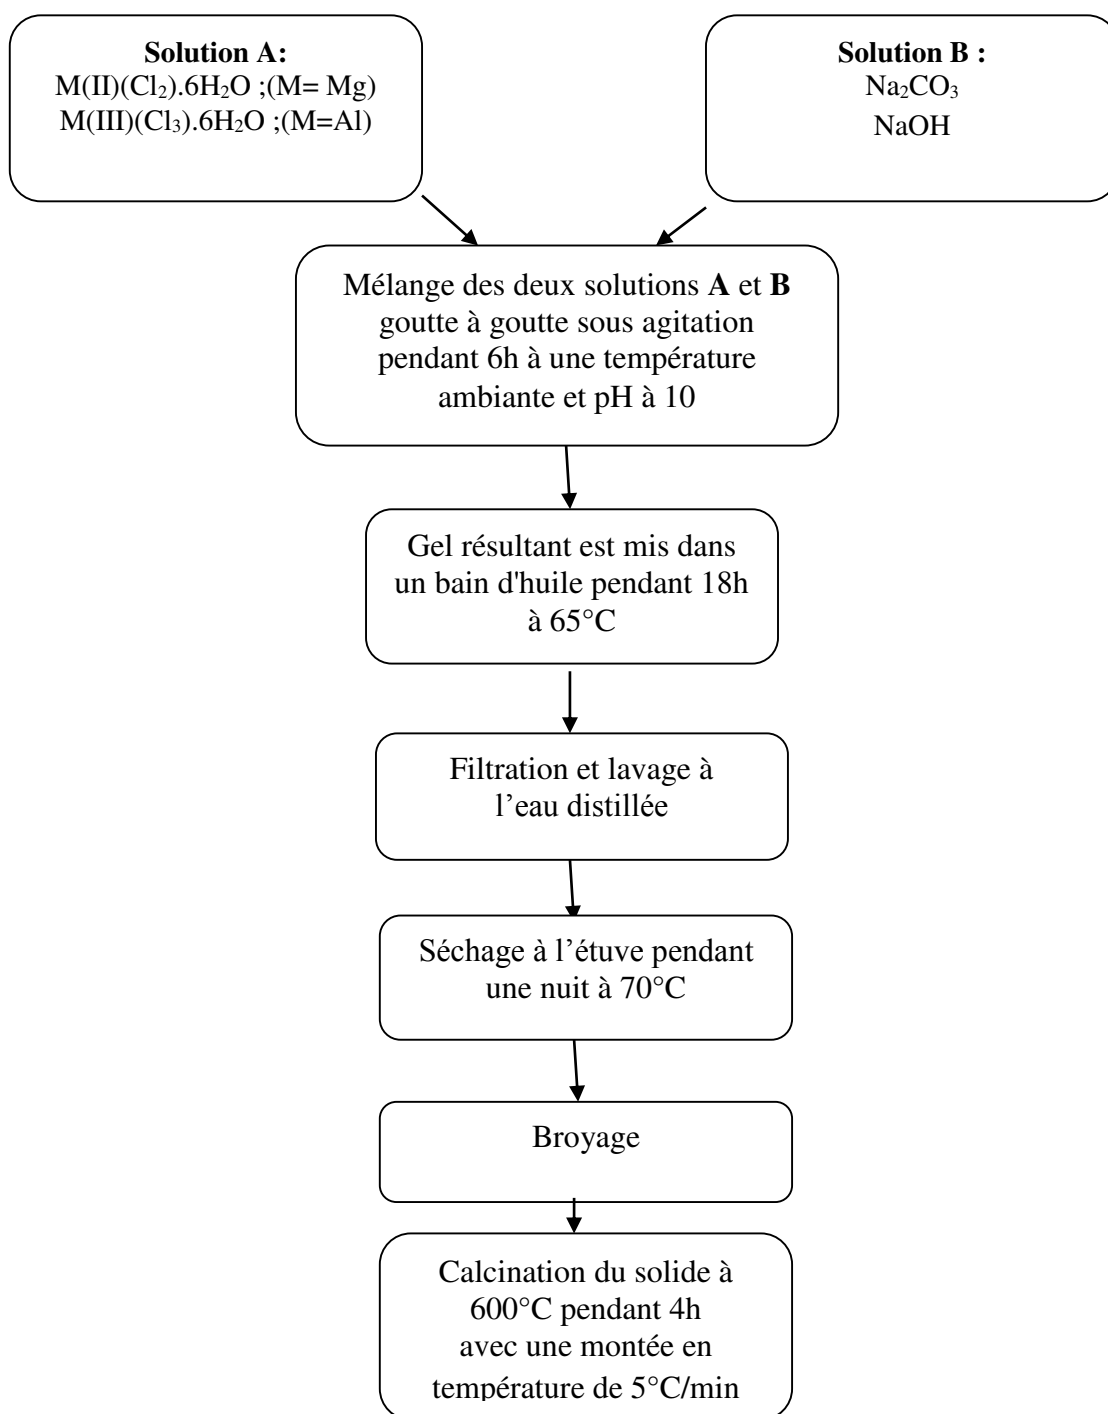 Solution A:
M(II)(Cl₂).6H₂O ;(M= Mg)
M(III)(Cl₃).6H₂O ;(M=Al)
Solution B :
Na₂CO₃
NaOH
Mélange des deux solutions A et B
goutte à goutte sous agitation
pendant 6h à une température
ambiante et pH à 10
Gel résultant est mis dans
un bain d'huile pendant 18h
à 65°C
Filtration et lavage à
l’eau distillée
Séchage à l’étuve pendant
une nuit à 70°C
Broyage
Calcination du solide à
600°C pendant 4h
avec une montée en
température de 5°C/min